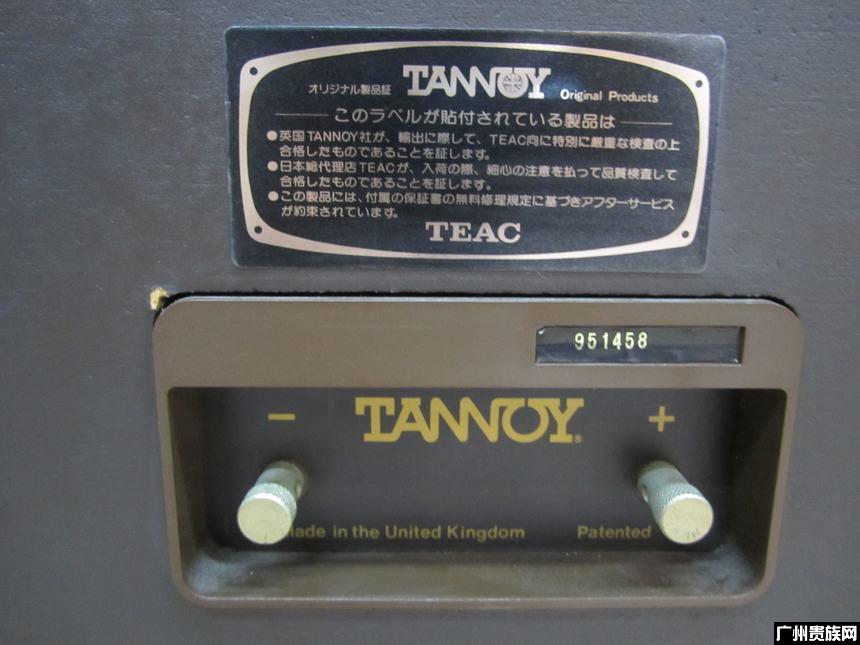 オリジナル製品証 TANNOY Original Products
このラベルが貼付されている製品は
●英国TANNOY社が、輸出に際して、TEAC向に特別に厳重な検査の上
合格したものであることを証します。
●日本総代理店TEACが、入荷の際、細心の注意を払って品質検査して
合格したものであることを証します。
●この製品には、付属の保証書の無料修理規定に基づきアフターサービス
が約束されています。
TEAC
951458
− TANNOY® +
Made in the United Kingdom Patented
广州贵族网